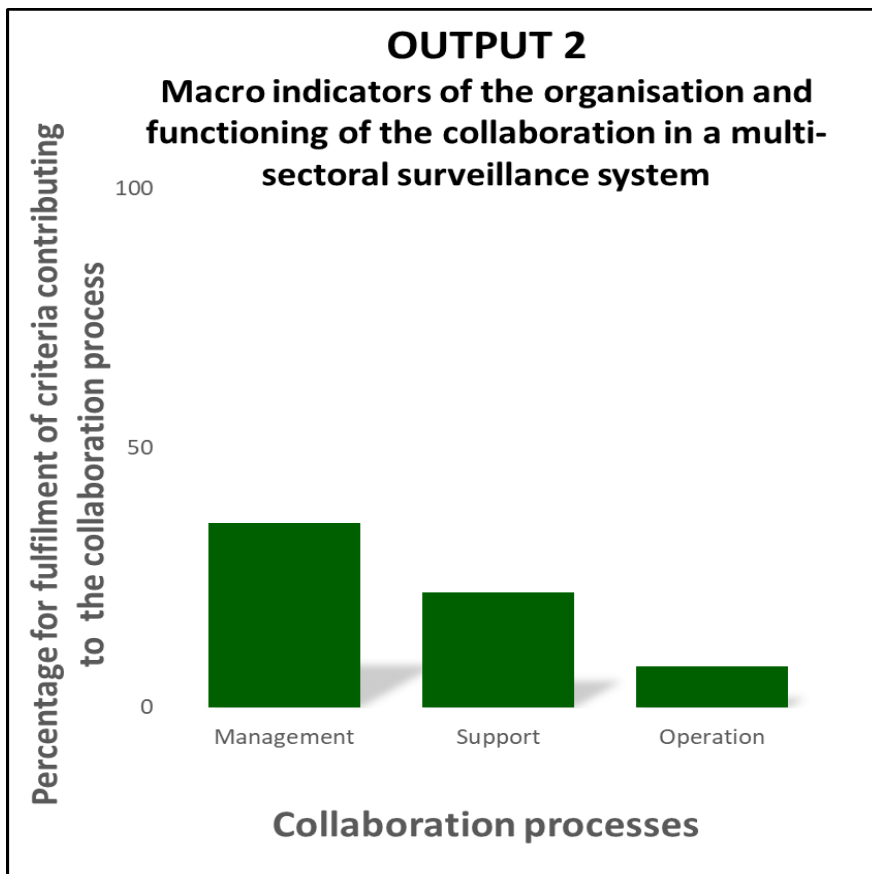 OUTPUT 2
Macro indicators of the organisation and
functioning of the collaboration in a multi-
sectoral surveillance system
Percentage for fulfilment of criteria contributing
to the collaboration process
100
50
0
Management
Support
Operation
Collaboration processes